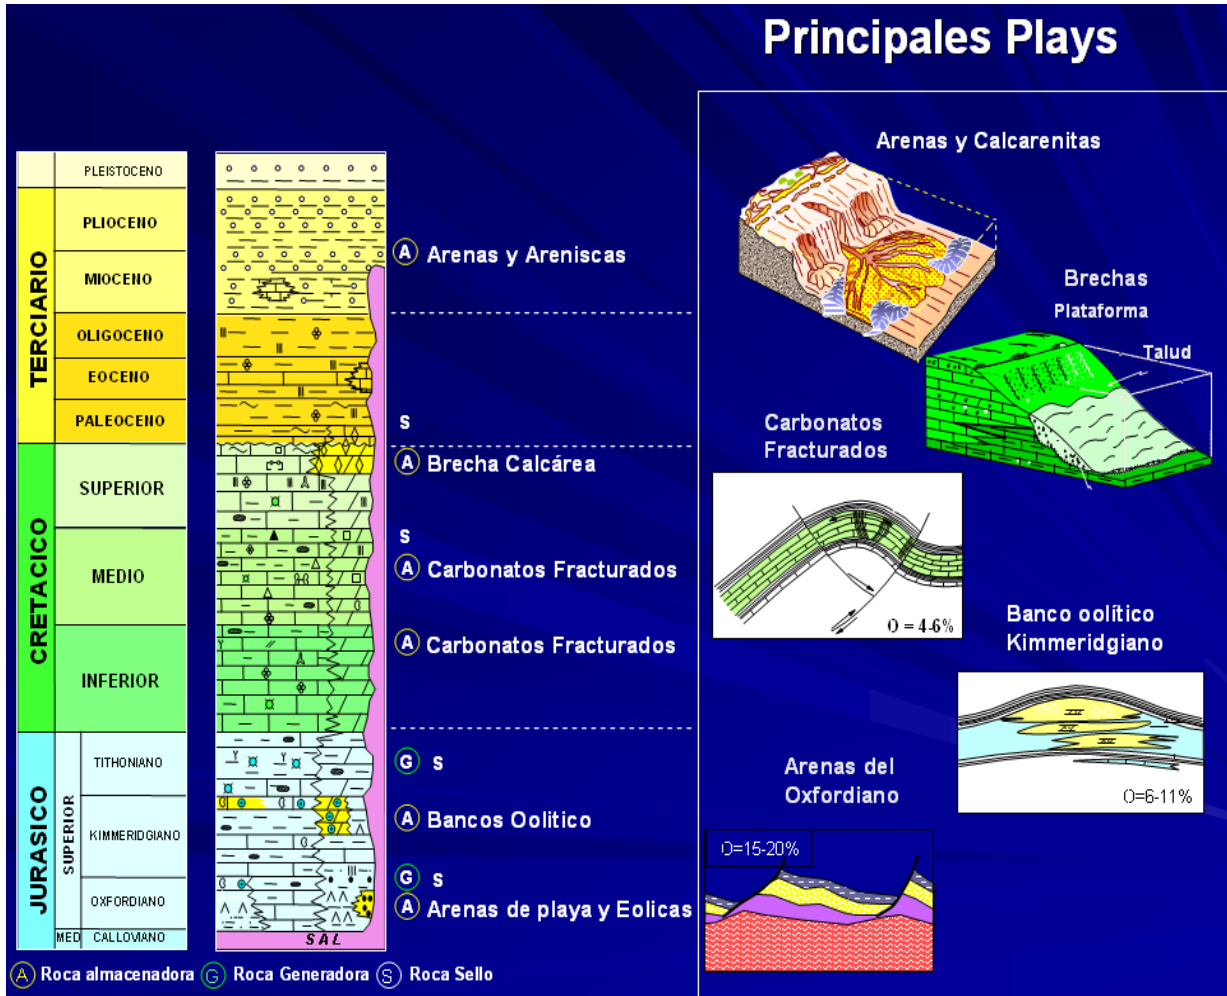 Principales Plays
PLEISTOCENO
TERCIARIO
PLIOCENO
MIOCENO
OLIGOCENO
EOCENO
PALEOCENO
CRETACICO
SUPERIOR
MEDIO
INFERIOR
JURASICO
SUPERIOR
TITHONIANO
KIMMERIDGIANO
OXFORDIANO
MED
CALLOVIANO
SAL
A Arenas y Areniscas
S
A Brecha Calcárea
S
A Carbonatos Fracturados
A Carbonatos Fracturados
G S
A Bancos Oolitico
G S
A Arenas de playa y Eolicas
Arenas y Calcarenitas
Brechas
Plataforma
Talud
Carbonatos
Fracturados
O = 4-6%
Banco oolítico
Kimmeridgiano
O=6-11%
Arenas del
Oxfordiano
O=15-20%
A Roca almacenadora G Roca Generadora S Roca Sello